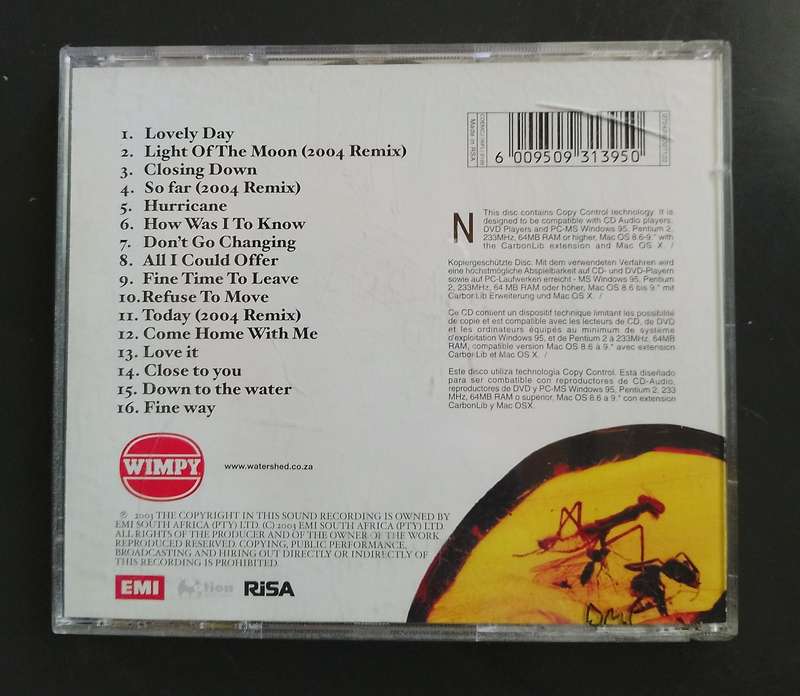 1. Lovely Day
2. Light Of The Moon (2004 Remix)
3. Closing Down
4. So far (2004 Remix)
5. Hurricane
6. How Was I To Know
7. Don't Go Changing
8. All I Could Offer
9. Fine Time To Leave
10. Refuse To Move
11. Today (2004 Remix)
12. Come Home With Me
13. Love it
14. Close to you
15. Down to the water
16. Fine way
Made in RSA
6 009509 313950
N
This disc contains Copy Control technology. It is
designed to be compatible with CD Audio players,
DVD Players and PC-MS Windows 95, Pentium 2,
233MHz, 64MB RAM or higher, Mac OS 8.6-9.* with
the CarbonLib extension and Mac OS X. /
Kopiergeschützte Disc. Mit dem verwendeten Verfahren wird
eine höchstmögliche Abspielbarkeit auf CD- und DVD-Playern
sowie auf PC-Laufwerken erreicht - MS Windows 95, Pentium
2, 233MHz, 64 MB RAM oder höher, Mac OS 8.6 bis 9.* mit
Carbon Lib Erweiterung und Mac OS X. /
Ce CD contient un dispositif technique limitant les possibilité
de copie et est compatible avec les lecteurs de CD, de DVD
et les ordinateurs équipés au minimum de système
d'exploitation Windows 95, et de Pentium 2 à 233MHz, 64MB
RAM, compatible version Mac OS 8.6 à 9.* avec extension
Carbon Lib et Mac OS X. /
Este disco utiliza technologia Copy Control. Está diseñado
para ser combatible con reproductores de CD-Audio,
reproductores de DVD y PC-MS Windows 95, Pentium 2, 233
MHz, 64MB RAM o superior, Mac OS 8.6 à 9.* con extension
CarbonLib y Mac OSX.
WIMPY
www.watershed.co.za
℗ 2003 THE COPYRIGHT IN THIS SOUND RECORDING IS OWNED BY
EMI SOUTH AFRICA (PTY) LTD. (C) 2003 EMI SOUTH AFRICA (PTY) LTD.
ALL RIGHTS OF THE PRODUCER AND OF THE OWNER OF THE WORK
REPRODUCED RESERVED. COPYING, PUBLIC PERFORMANCE,
BROADCASTING AND HIRING OUT DIRECTLY OR INDIRECTLY OF
THIS RECORDING IS PROHIBITED.
EMI
RiSA